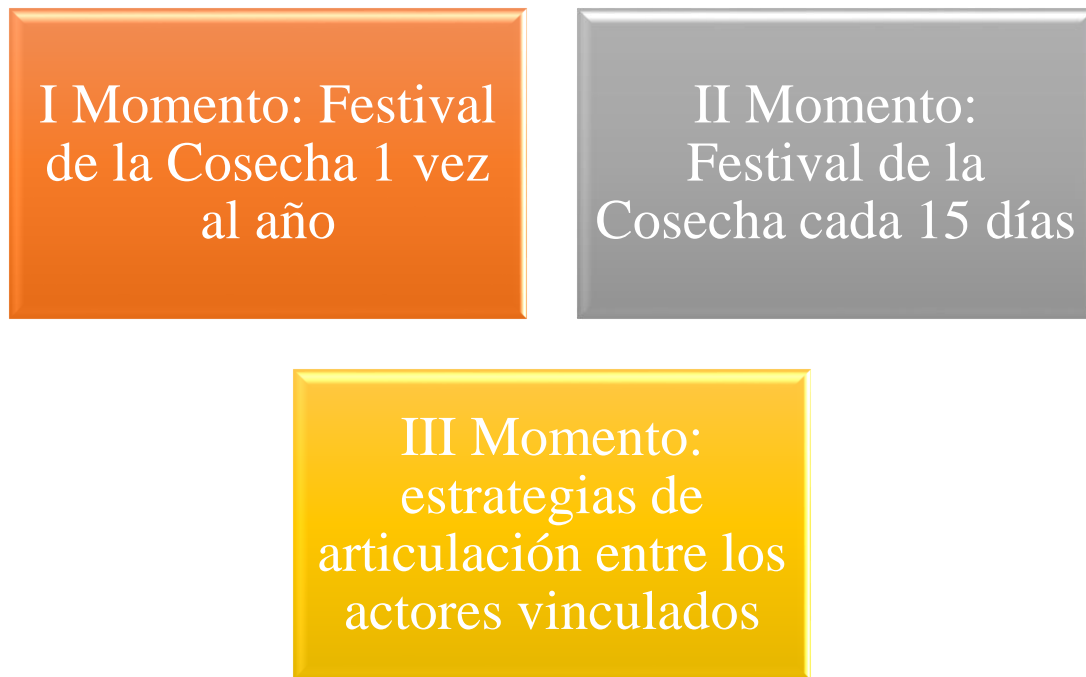 I Momento: Festival
de la Cosecha 1 vez
al año
II Momento:
Festival de la
Cosecha cada 15 días
III Momento:
estrategias de
articulación entre los
actores vinculados